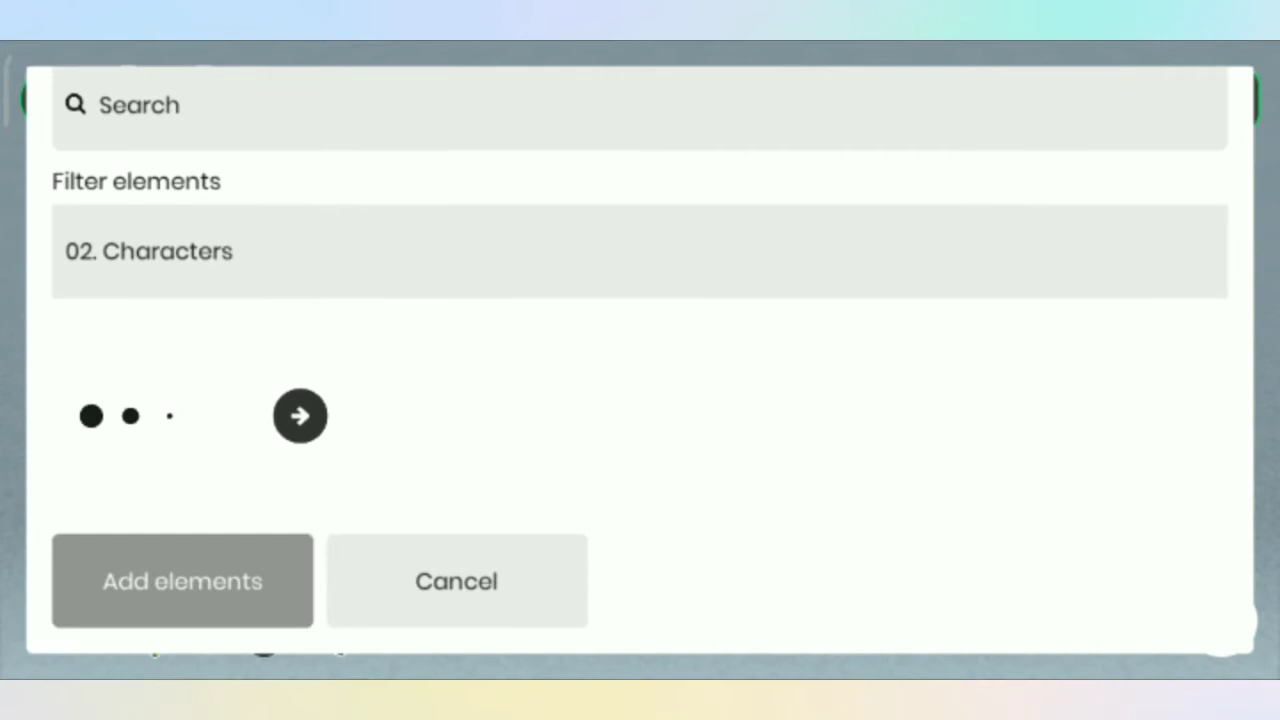 Search
Filter elements
02. Characters
Add elements
Cancel